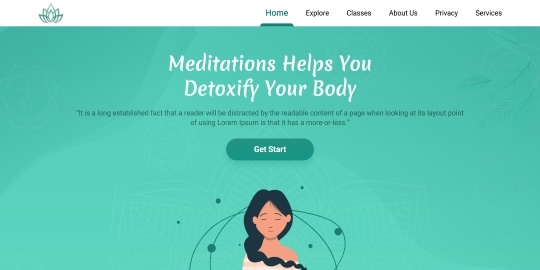 Home Explore Classes About Us Privacy Services
Meditations Helps You
Detoxify Your Body
"It is a long established fact that a reader will be distracted by the readable content of a page when looking at its layout point
of using Lorem Ipsum is that it has a more-or-less."
Get Start